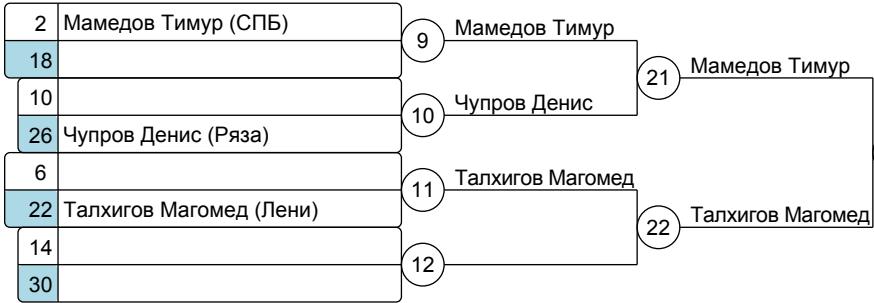 2 Мамедов Тимур (СПБ)
18
9
Мамедов Тимур
10
26 Чупров Денис (Ряза)
10
Чупров Денис
21
Мамедов Тимур
6
22 Талхигов Магомед (Лени)
11
Талхигов Магомед
14
30
12
22
Талхигов Магомед